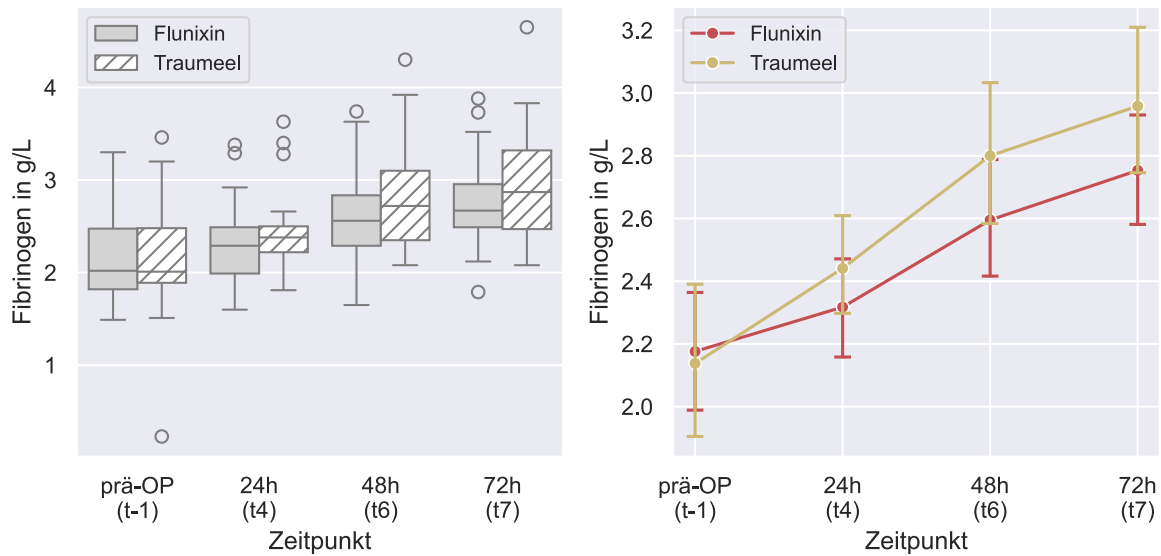 Flunixin
Traumeel
Fibrinogen in g/L
4
3
2
1
prä-OP
(t-1)
24h
(t4)
48h
(t6)
72h
(t7)
Zeitpunkt
Flunixin
Traumeel
Fibrinogen in g/L
3.2
3.0
2.8
2.6
2.4
2.2
2.0
prä-OP
(t-1)
24h
(t4)
48h
(t6)
72h
(t7)
Zeitpunkt